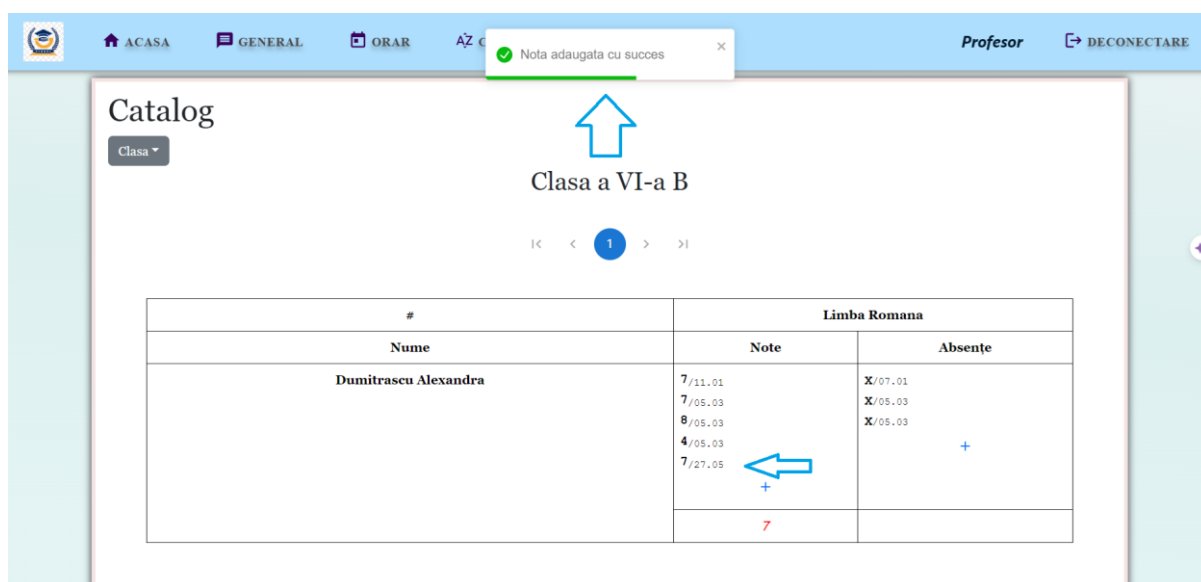 ACASA GENERAL ORAR AZ C Profesor DECONECTARE
Nota adaugata cu succes
Catalog
Clasa
Clasa a VI-a B
1
# Limba Romana
Nume Note Absențe
Dumitrascu Alexandra 7/11.01 X/07.01
7/05.03 X/05.03
8/05.03 X/05.03
4/05.03
7/27.05
7